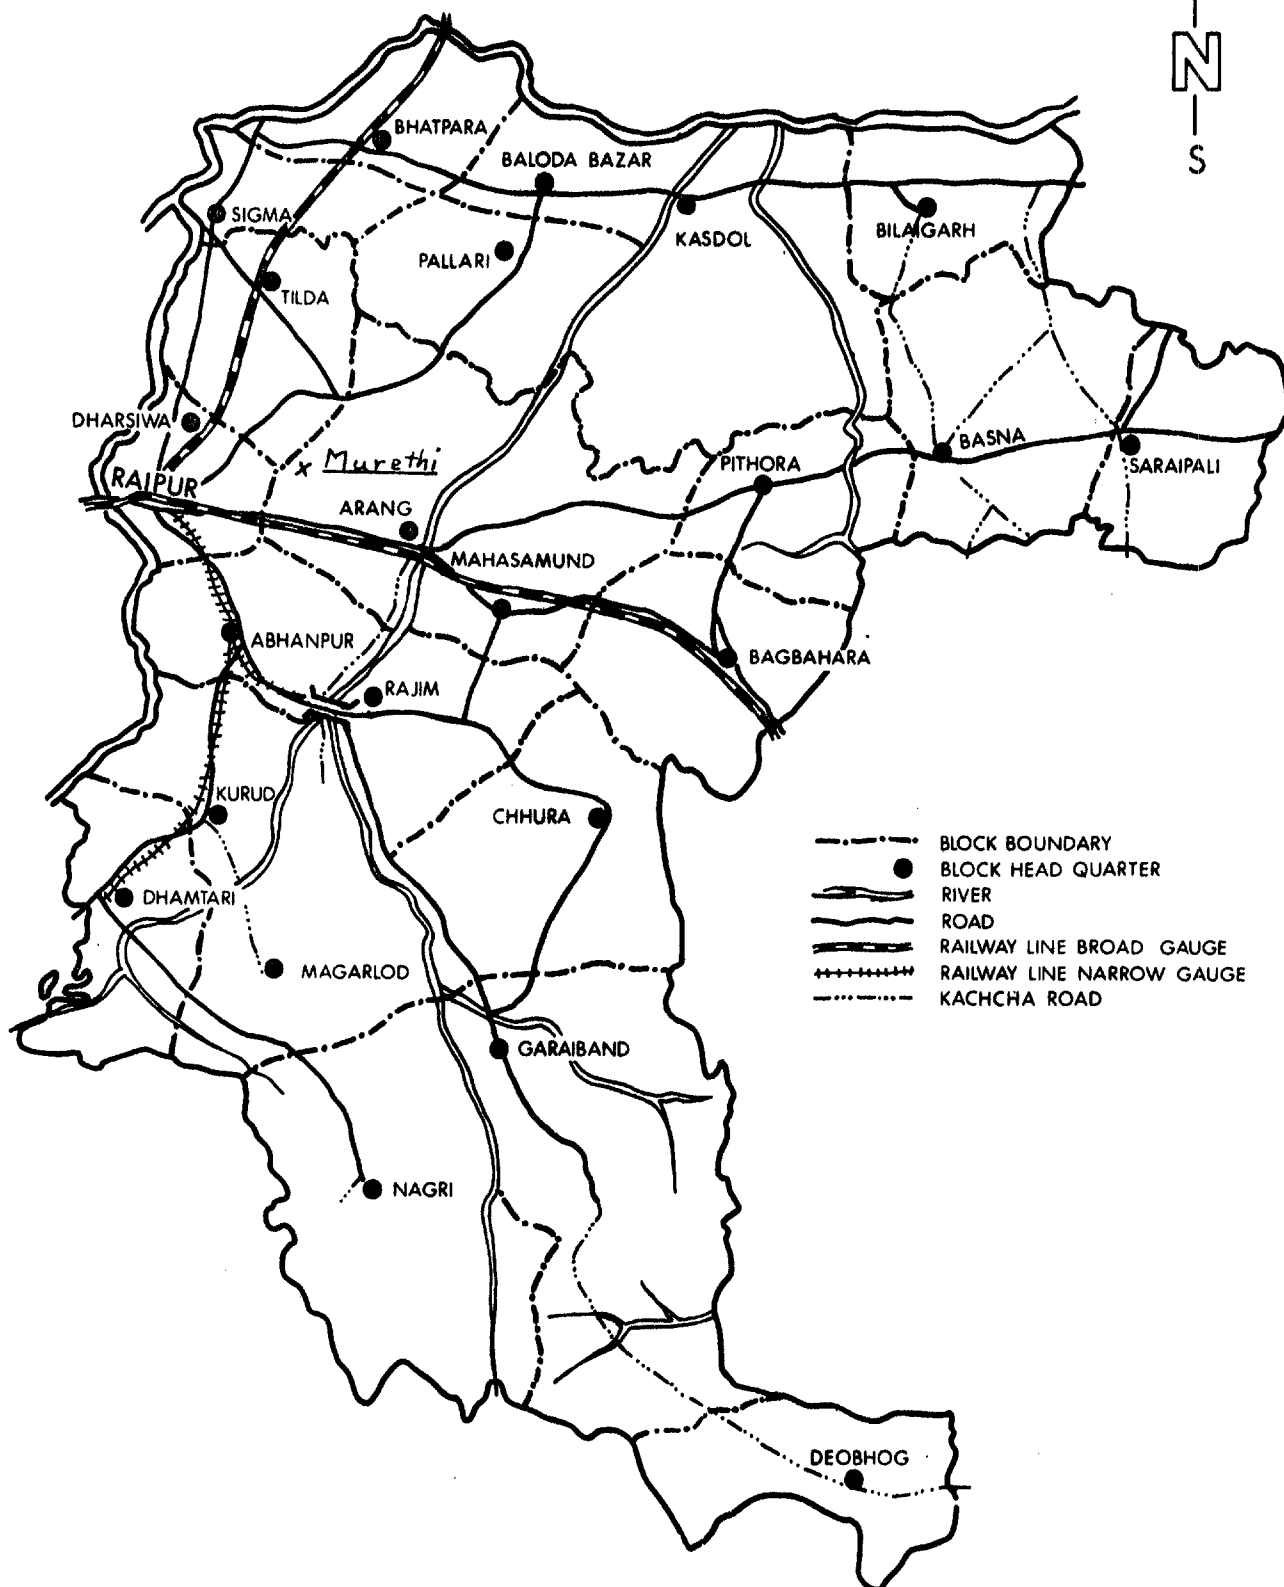 N
S
BHATPARA
BALODA BAZAR
SIGMA
KASDOL
BILAIGARH
PALLARI
TILDA
DHARSIWA
Murethi
BASNA
SARAIPALI
PITHORA
RAIPUR
ARANG
MAHASAMUND
ABHANPUR
BAGBAHARA
RAJIM
KURUD
CHHURA
DHAMTARI
MAGARLOD
GARAIBAND
NAGRI
DEOBHOG
BLOCK BOUNDARY
BLOCK HEAD QUARTER
RIVER
ROAD
RAILWAY LINE BROAD GAUGE
RAILWAY LINE NARROW GAUGE
KACHCHA ROAD